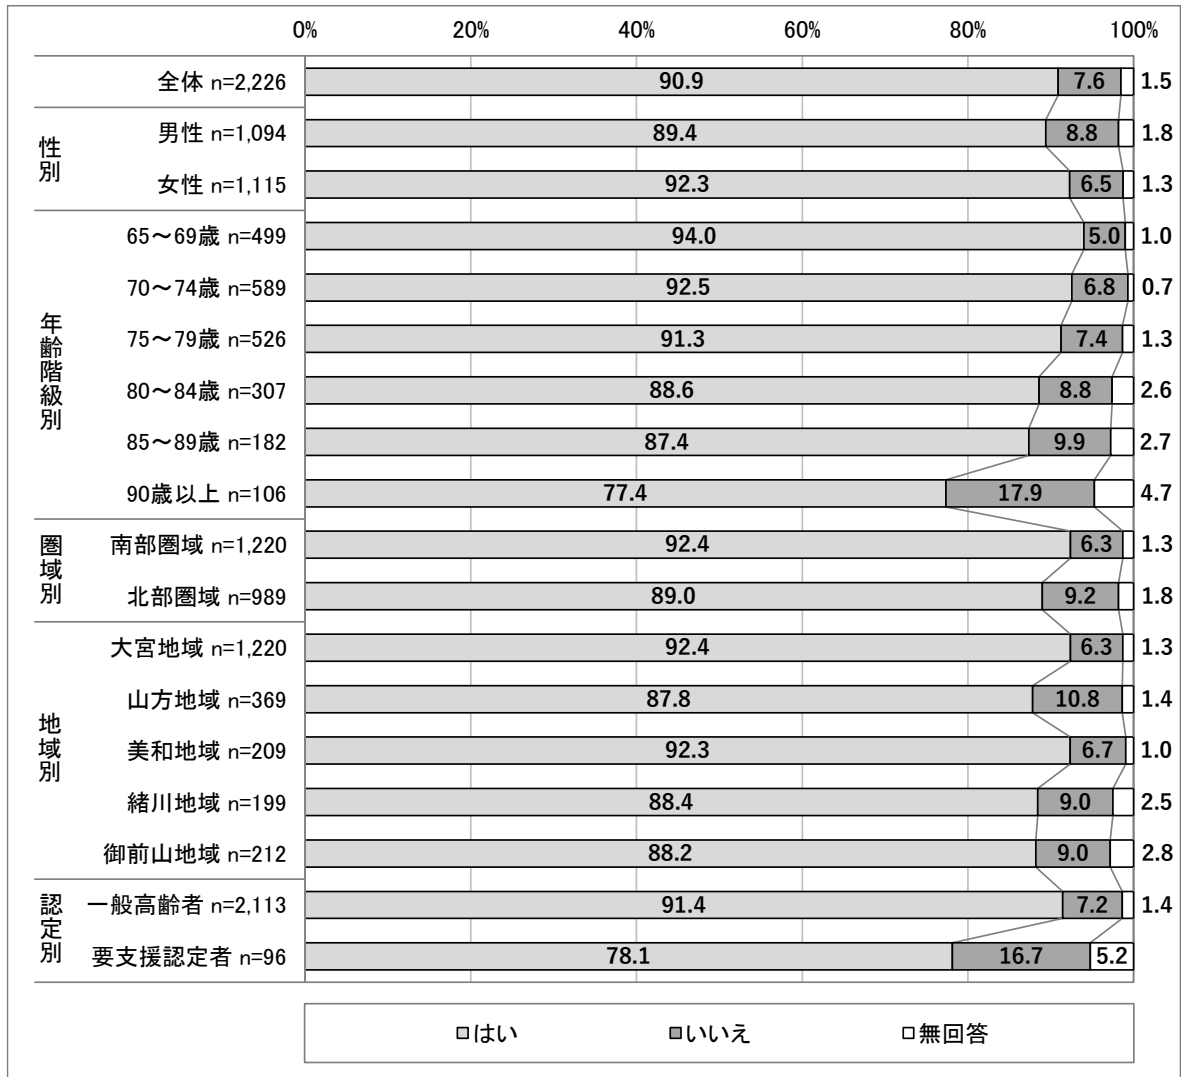 0% 20% 40% 60% 80% 100%
全体 n=2,226 90.9 7.6 1.5
性別
男性 n=1,094 89.4 8.8 1.8
女性 n=1,115 92.3 6.5 1.3
年齢階級別
65～69歳 n=499 94.0 5.0 1.0
70～74歳 n=589 92.5 6.8 0.7
75～79歳 n=526 91.3 7.4 1.3
80～84歳 n=307 88.6 8.8 2.6
85～89歳 n=182 87.4 9.9 2.7
90歳以上 n=106 77.4 17.9 4.7
圏域別
南部圏域 n=1,220 92.4 6.3 1.3
北部圏域 n=989 89.0 9.2 1.8
地域別
大宮地域 n=1,220 92.4 6.3 1.3
山方地域 n=369 87.8 10.8 1.4
美和地域 n=209 92.3 6.7 1.0
緒川地域 n=199 88.4 9.0 2.5
御前山地域 n=212 88.2 9.0 2.8
認定別
一般高齢者 n=2,113 91.4 7.2 1.4
要支援認定者 n=96 78.1 16.7 5.2
はい いいえ 無回答